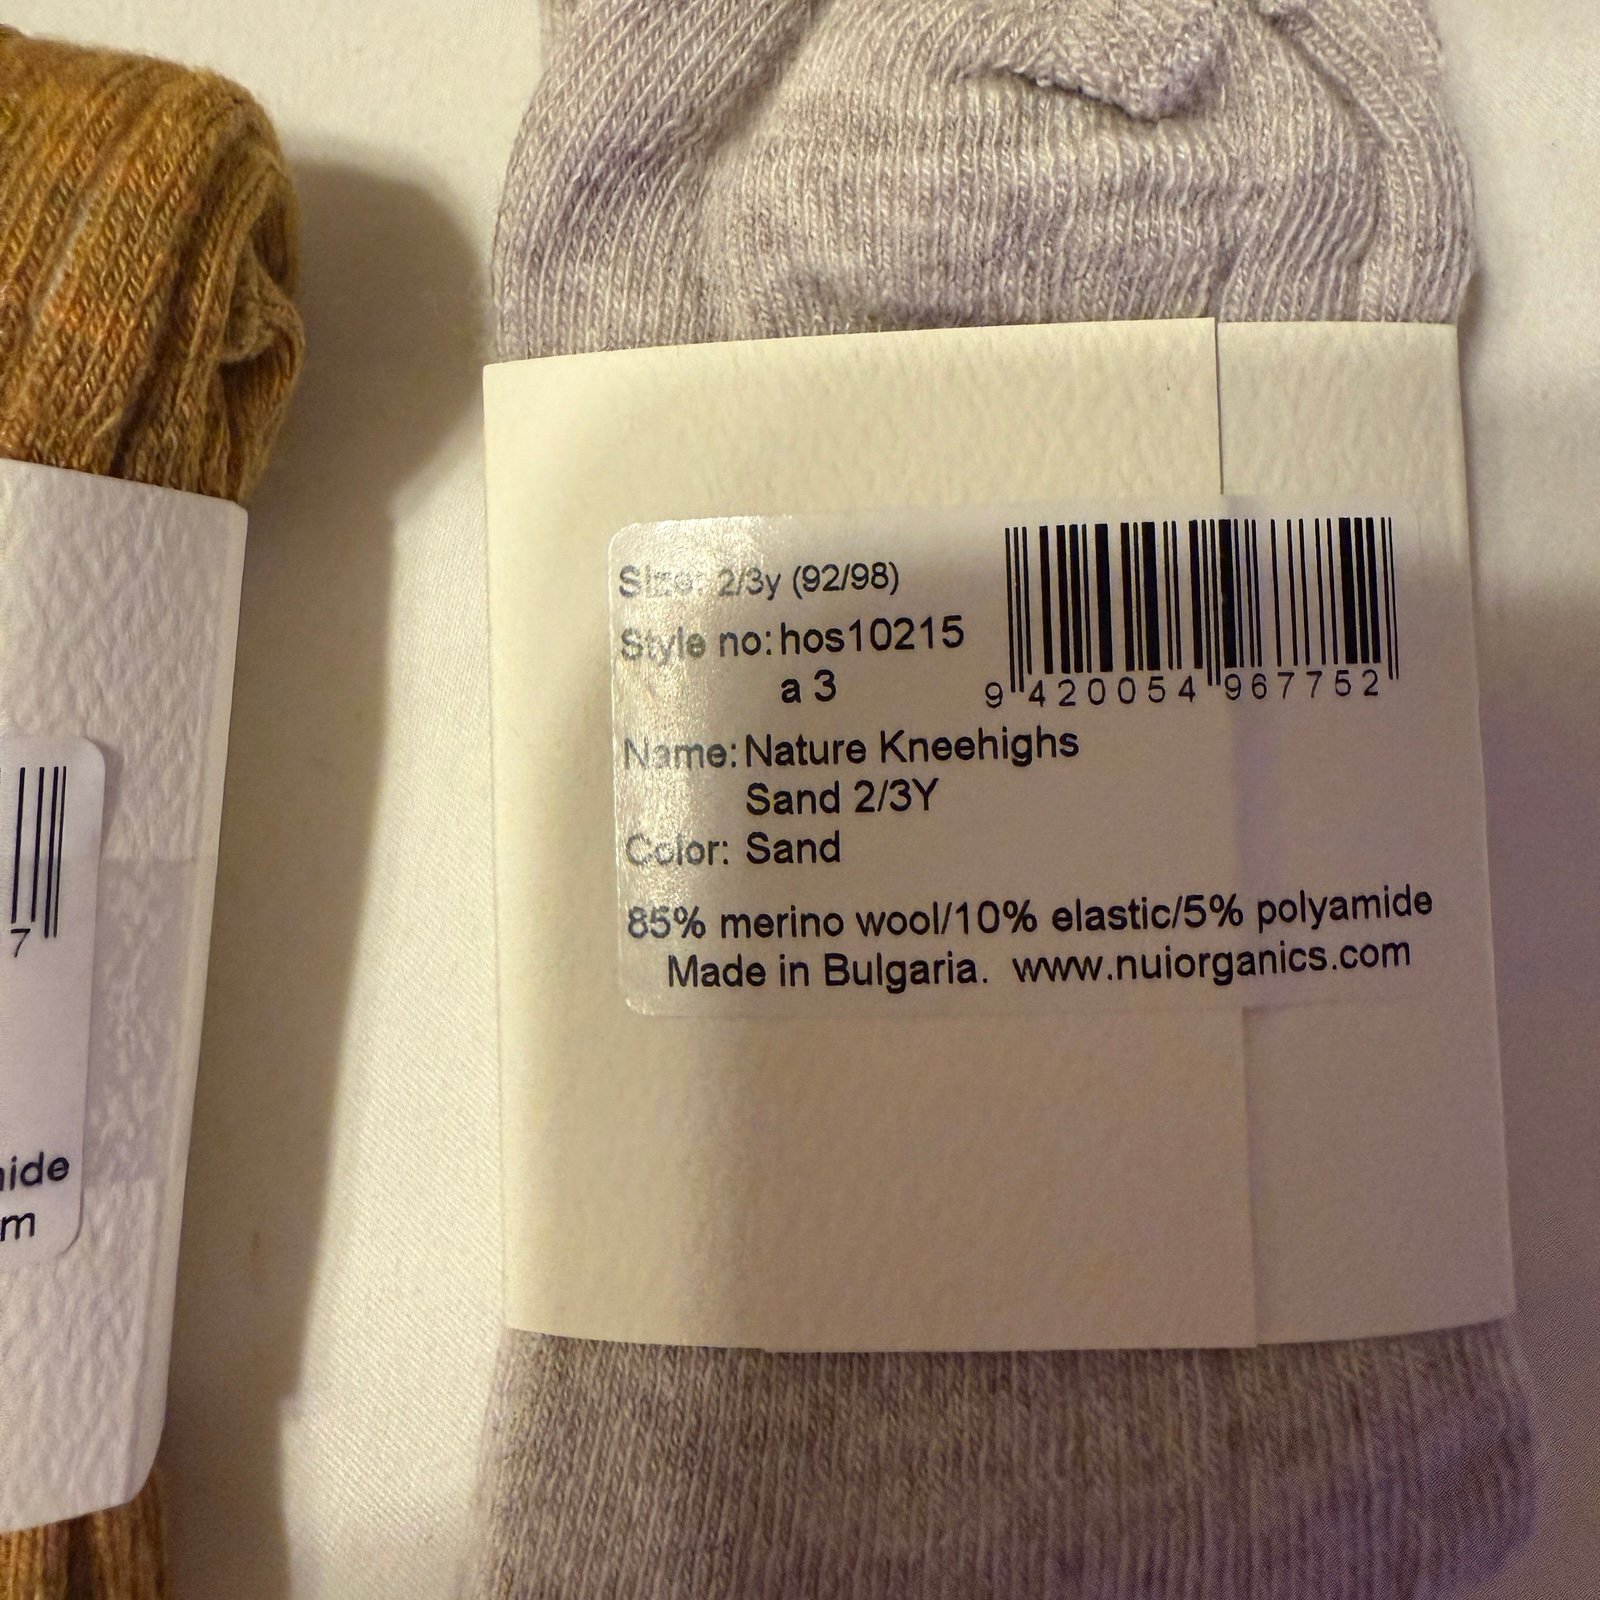 Size: 2/3y (92/98)
Style no: hos10215
a 3
9 420054 967752
Name: Nature Kneehighs
Sand 2/3Y
Color: Sand
85% merino wool/10% elastic/5% polyamide
Made in Bulgaria. www.nuiorganics.com
7